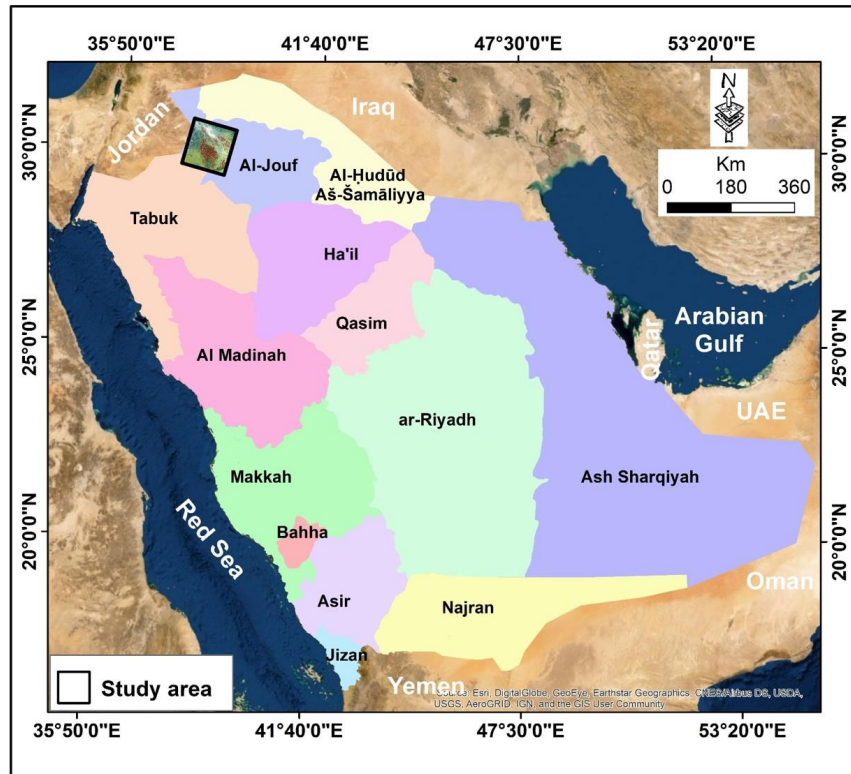 35°50'0"E 41°40'0"E 47°30'0"E 53°20'0"E
N
Iraq
Jordan
30°0'0"N
30°0'0"N
Km
0 180 360
Al-Jouf
Al-Ḥudūd
Aš-Šamāliyya
Tabuk
Ha'il
Qasim
Arabian
Gulf
Qatar
25°0'0"N
25°0'0"N
Al Madinah
UAE
ar-Riyadh
Makkah
Ash Sharqiyah
Red Sea
Bahha
20°0'0"N
20°0'0"N
Oman
Asir
Najran
Jizan
Yemen
Study area
Source: Esri, DigitalGlobe, GeoEye, Earthstar Geographics, CNES/Airbus DS, USDA,
USGS, AeroGRID, IGN, and the GIS User Community
35°50'0"E 41°40'0"E 47°30'0"E 53°20'0"E